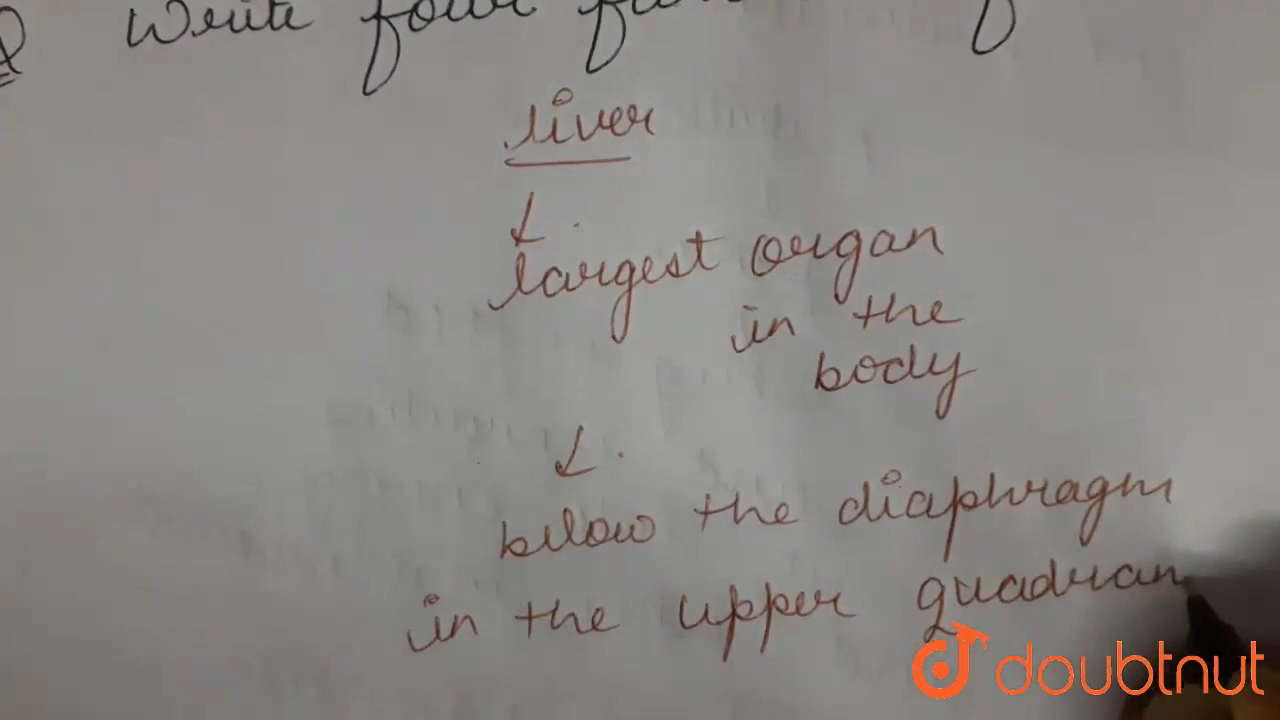 Q Write four
liver
largest organ
in the
body
below the diaphragm
in the upper quadran
doubtnut